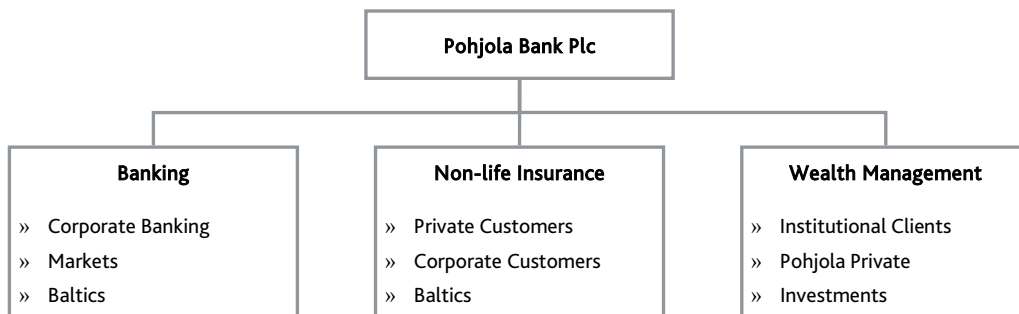 Pohjola Bank Plc
Banking
» Corporate Banking
» Markets
» Baltics
Non-life Insurance
» Private Customers
» Corporate Customers
» Baltics
Wealth Management
» Institutional Clients
» Pohjola Private
» Investments